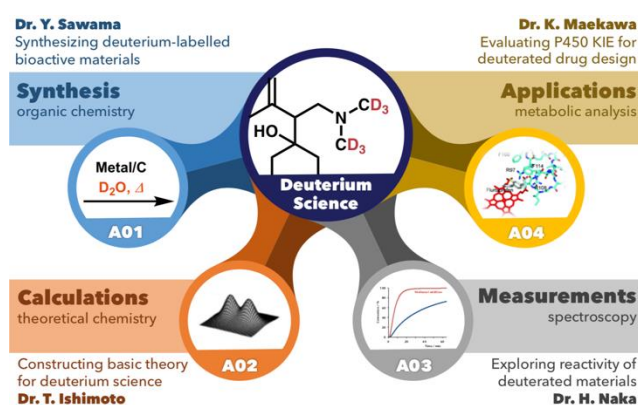 Dr. Y. Sawama
Synthesizing deuterium-labelled
bioactive materials
Synthesis
organic chemistry
Metal/C
D₂O, Δ
A01
Dr. K. Maekawa
Evaluating P450 KIE for
deuterated drug design
Applications
metabolic analysis
A04
HO
N
CD₃
CD₃
Deuterium
Science
Calculations
theoretical chemistry
A02
Constructing basic theory
for deuterium science
Dr. T. Ishimoto
Measurements
spectroscopy
A03
Exploring reactivity of
deuterated materials
Dr. H. Naka